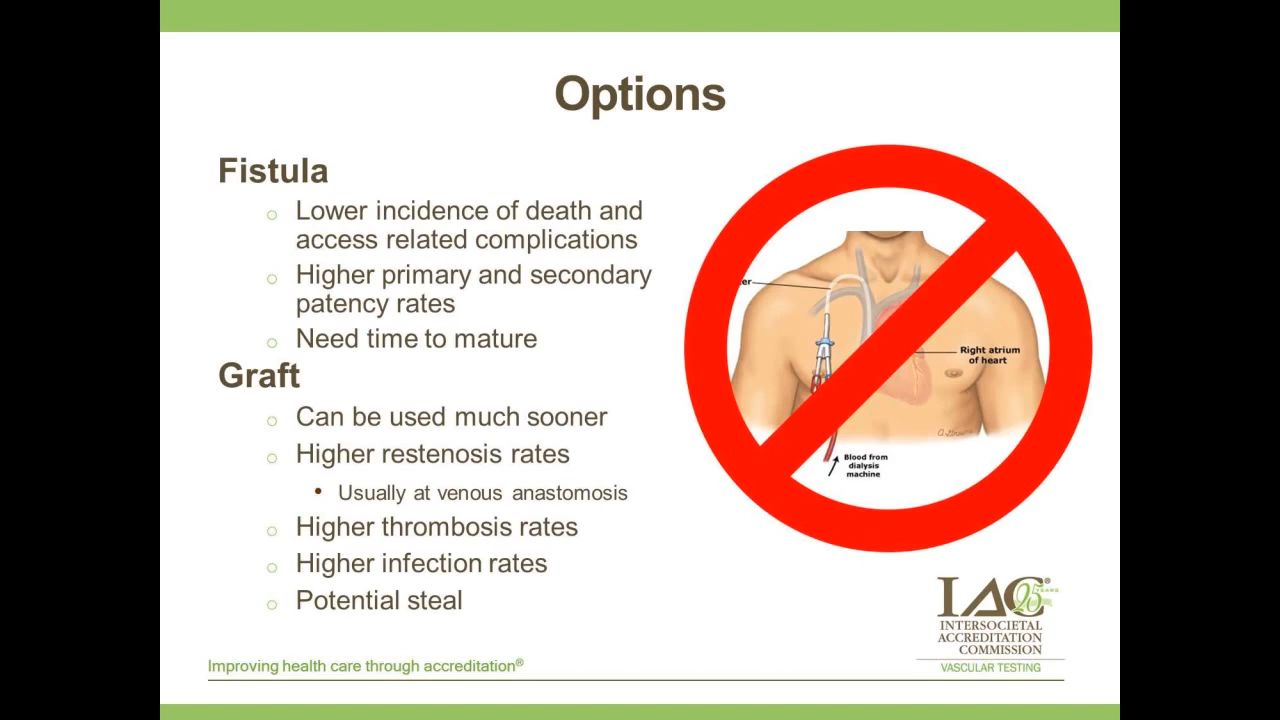 Options
Fistula
Lower incidence of death and
access related complications
Higher primary and secondary
patency rates
Need time to mature
Graft
Can be used much sooner
Higher restenosis rates
Usually at venous anastomosis
Higher thrombosis rates
Higher infection rates
Potential steal
er
Right atrium
of heart
Blood from
dialysis
machine
IAC®
25 YEARS
INTERSOCIETAL
ACCREDITATION
COMMISSION
VASCULAR TESTING
Improving health care through accreditation®